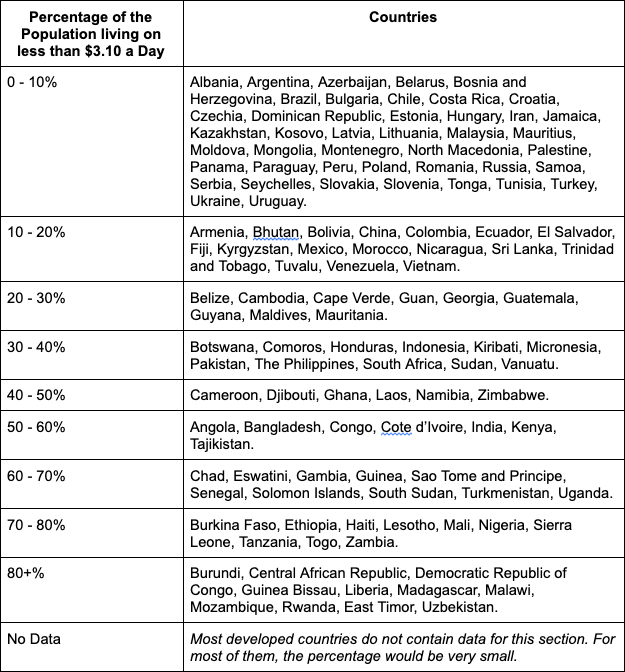 Percentage of the
Population living on
less than $3.10 a Day
Countries
0 - 10%
Albania, Argentina, Azerbaijan, Belarus, Bosnia and
Herzegovina, Brazil, Bulgaria, Chile, Costa Rica, Croatia,
Czechia, Dominican Republic, Estonia, Hungary, Iran, Jamaica,
Kazakhstan, Kosovo, Latvia, Lithuania, Malaysia, Mauritius,
Moldova, Mongolia, Montenegro, North Macedonia, Palestine,
Panama, Paraguay, Peru, Poland, Romania, Russia, Samoa,
Serbia, Seychelles, Slovakia, Slovenia, Tonga, Tunisia, Turkey,
Ukraine, Uruguay.
10 - 20%
Armenia, Bhutan, Bolivia, China, Colombia, Ecuador, El Salvador,
Fiji, Kyrgyzstan, Mexico, Morocco, Nicaragua, Sri Lanka, Trinidad
and Tobago, Tuvalu, Venezuela, Vietnam.
20 - 30%
Belize, Cambodia, Cape Verde, Guan, Georgia, Guatemala,
Guyana, Maldives, Mauritania.
30 - 40%
Botswana, Comoros, Honduras, Indonesia, Kiribati, Micronesia,
Pakistan, The Philippines, South Africa, Sudan, Vanuatu.
40 - 50%
Cameroon, Djibouti, Ghana, Laos, Namibia, Zimbabwe.
50 - 60%
Angola, Bangladesh, Congo, Cote d’Ivoire, India, Kenya,
Tajikistan.
60 - 70%
Chad, Eswatini, Gambia, Guinea, Sao Tome and Principe,
Senegal, Solomon Islands, South Sudan, Turkmenistan, Uganda.
70 - 80%
Burkina Faso, Ethiopia, Haiti, Lesotho, Mali, Nigeria, Sierra
Leone, Tanzania, Togo, Zambia.
80+%
Burundi, Central African Republic, Democratic Republic of
Congo, Guinea Bissau, Liberia, Madagascar, Malawi,
Mozambique, Rwanda, East Timor, Uzbekistan.
No Data
Most developed countries do not contain data for this section. For
most of them, the percentage would be very small.